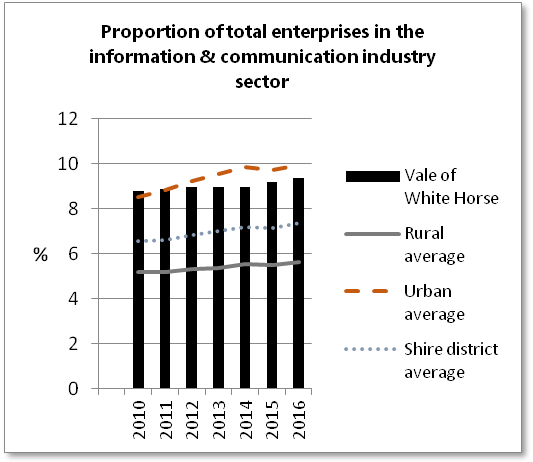 Proportion of total enterprises in the
information & communication industry
sector
12
10
8
6
4
2
0
%
2010
2011
2012
2013
2014
2015
2016
Vale of
White Horse
Rural
average
Urban
average
Shire district
average